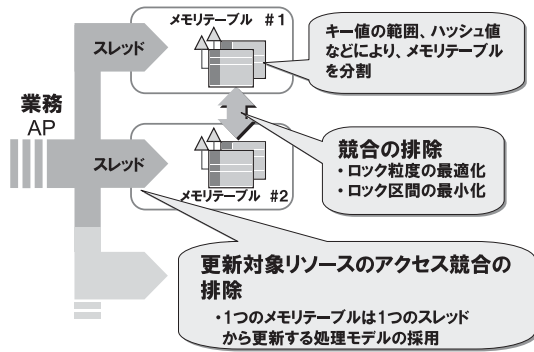 メモリテーブル #1
スレッド
キー値の範囲、ハッシュ値
などにより、メモリテーブル
を分割
業務
AP
競合の排除
・ロック粒度の最適化
・ロック区間の最小化
スレッド
メモリテーブル #2
更新対象リソースのアクセス競合の
排除
・1つのメモリテーブルは1つのスレッド
から更新する処理モデルの採用